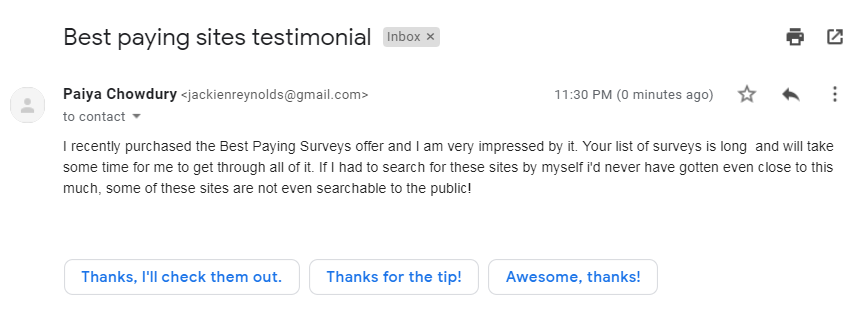 Best paying sites testimonial Inbox ×
Paiya Chowdury <jackienreynolds@gmail.com> 11:30 PM (0 minutes ago)
to contact
I recently purchased the Best Paying Surveys offer and I am very impressed by it. Your list of surveys is long  and will take
some time for me to get through all of it. If I had to search for these sites by myself i'd never have gotten even close to this
much, some of these sites are not even searchable to the public!
Thanks, I'll check them out. Thanks for the tip! Awesome, thanks!